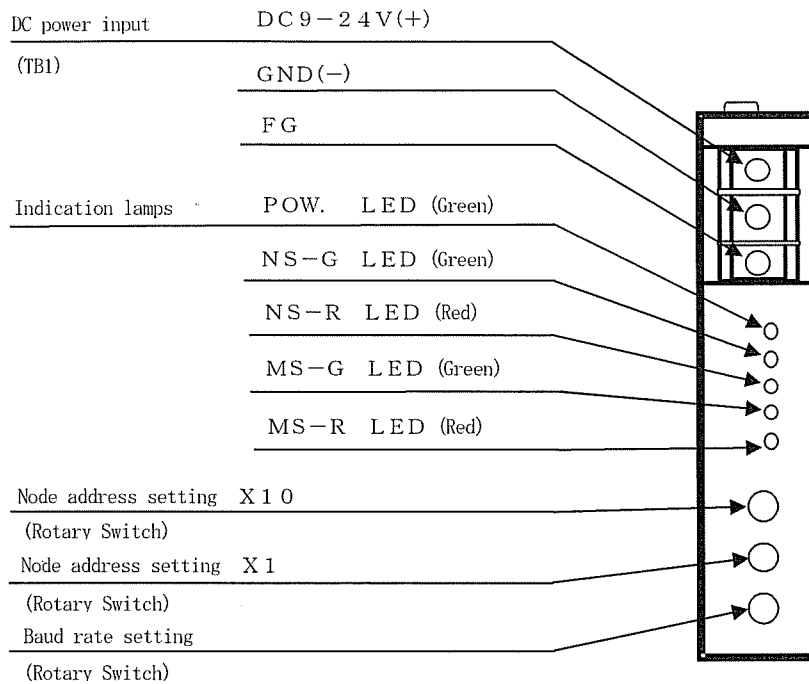 DC power input DC9-24V(+)
(TB1)
GND(-)
FG
Indication lamps POW. LED (Green)
NS-G LED (Green)
NS-R LED (Red)
MS-G LED (Green)
MS-R LED (Red)
Node address setting X10
(Rotary Switch)
Node address setting X1
(Rotary Switch)
Baud rate setting
(Rotary Switch)